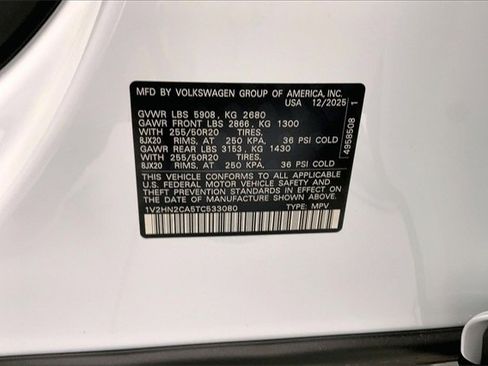 MFD BY VOLKSWAGEN GROUP OF AMERICA, INC.
USA 12/2025
GVWR LBS 5908, KG 2680
GAWR FRONT LBS 2866, KG 1300
WITH 255/50R20 TIRES,
8JX20 RIMS, AT 250 KPA, 36 PSI COLD
GAWR REAR LBS 3153, KG 1430
WITH 255/50R20 TIRES,
8JX20 RIMS, AT 250 KPA, 36 PSI COLD
THIS VEHICLE CONFORMS TO ALL APPLICABLE
U.S. FEDERAL MOTOR VEHICLE SAFETY AND
THEFT PREVENTION STANDARDS IN EFFECT ON
THE DATE OF MANUFACTURE SHOWN ABOVE.
1V2HN2CA5TC533080
TYPE: MPV
4958508 1